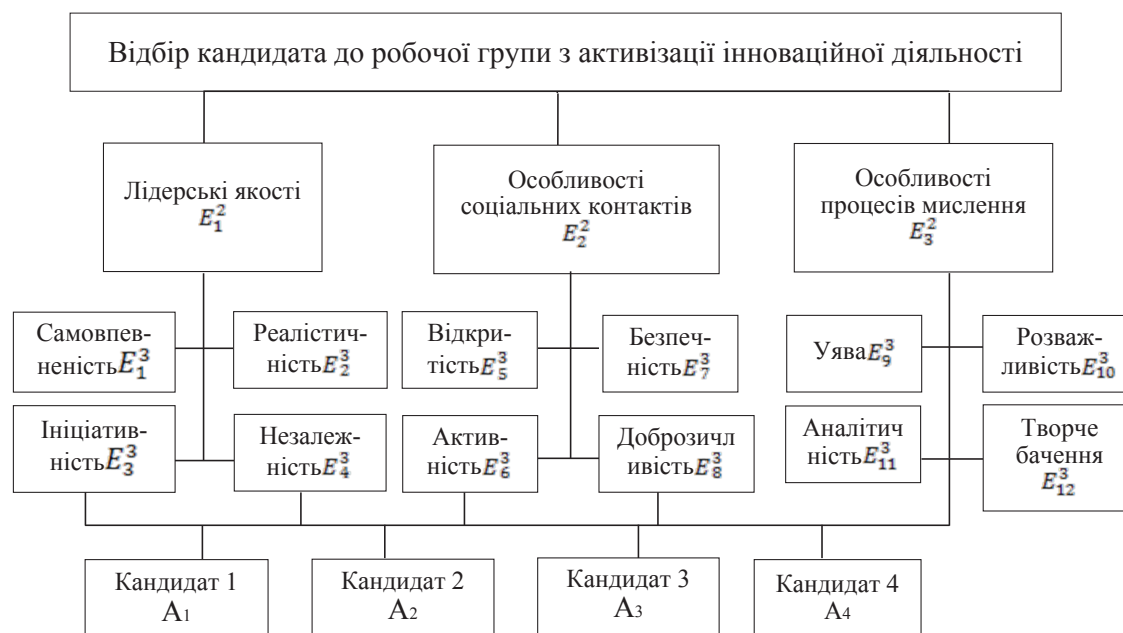 Відбір кандидата до робочої групи з активізації інноваційної діяльності
Лідерські якості
E₁²
Особливості
соціальних контактів
E₂²
Особливості
процесів мислення
E₃²
Самовпев-
неність E₁³
Реалістич-
ність E₂³
Відкри-
тість E₅³
Безпеч-
ність E₇³
Уява E₉³
Розваж-
ливість E₁₀³
Ініціатив-
ність E₃³
Незалеж-
ність E₄³
Актив-
ність E₆³
Доброзичл
ивість E₈³
Аналітич
ність E₁₁³
Творче
бачення
E₁₂³
Кандидат 1
A₁
Кандидат 2
A₂
Кандидат 3
A₃
Кандидат 4
A₄